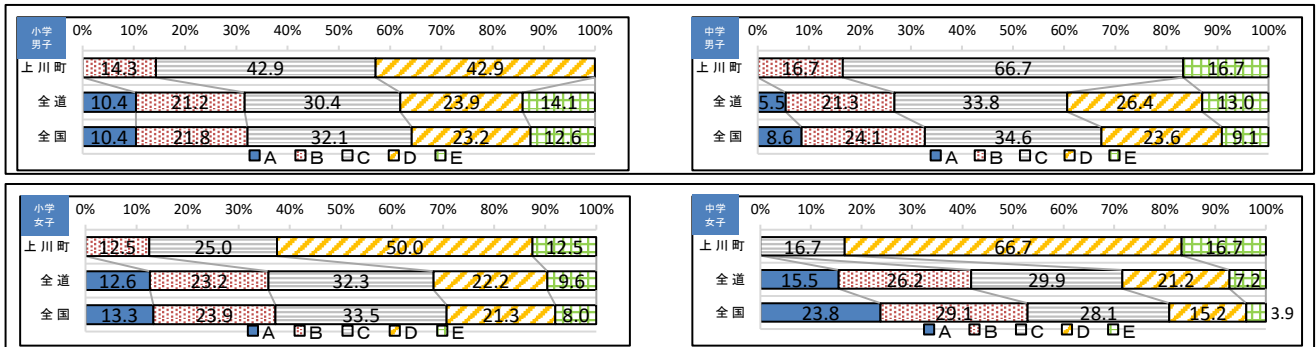 小学
男子
0% 10% 20% 30% 40% 50% 60% 70% 80% 90% 100%
上川町 14.3 42.9 42.9
全道 10.4 21.2 30.4 23.9 14.1
全国 10.4 21.8 32.1 23.2 12.6
A B C D E
中学
男子
0% 10% 20% 30% 40% 50% 60% 70% 80% 90% 100%
上川町 16.7 66.7 16.7
全道 5.5 21.3 33.8 26.4 13.0
全国 8.6 24.1 34.6 23.6 9.1
A B C D E
小学
女子
0% 10% 20% 30% 40% 50% 60% 70% 80% 90% 100%
上川町 12.5 25.0 50.0 12.5
全道 12.6 23.2 32.3 22.2 9.6
全国 13.3 23.9 33.5 21.3 8.0
A B C D E
中学
女子
0% 10% 20% 30% 40% 50% 60% 70% 80% 90% 100%
上川町 16.7 66.7 16.7
全道 15.5 26.2 29.9 21.2 7.2
全国 23.8 29.1 28.1 15.2 3.9
A B C D E